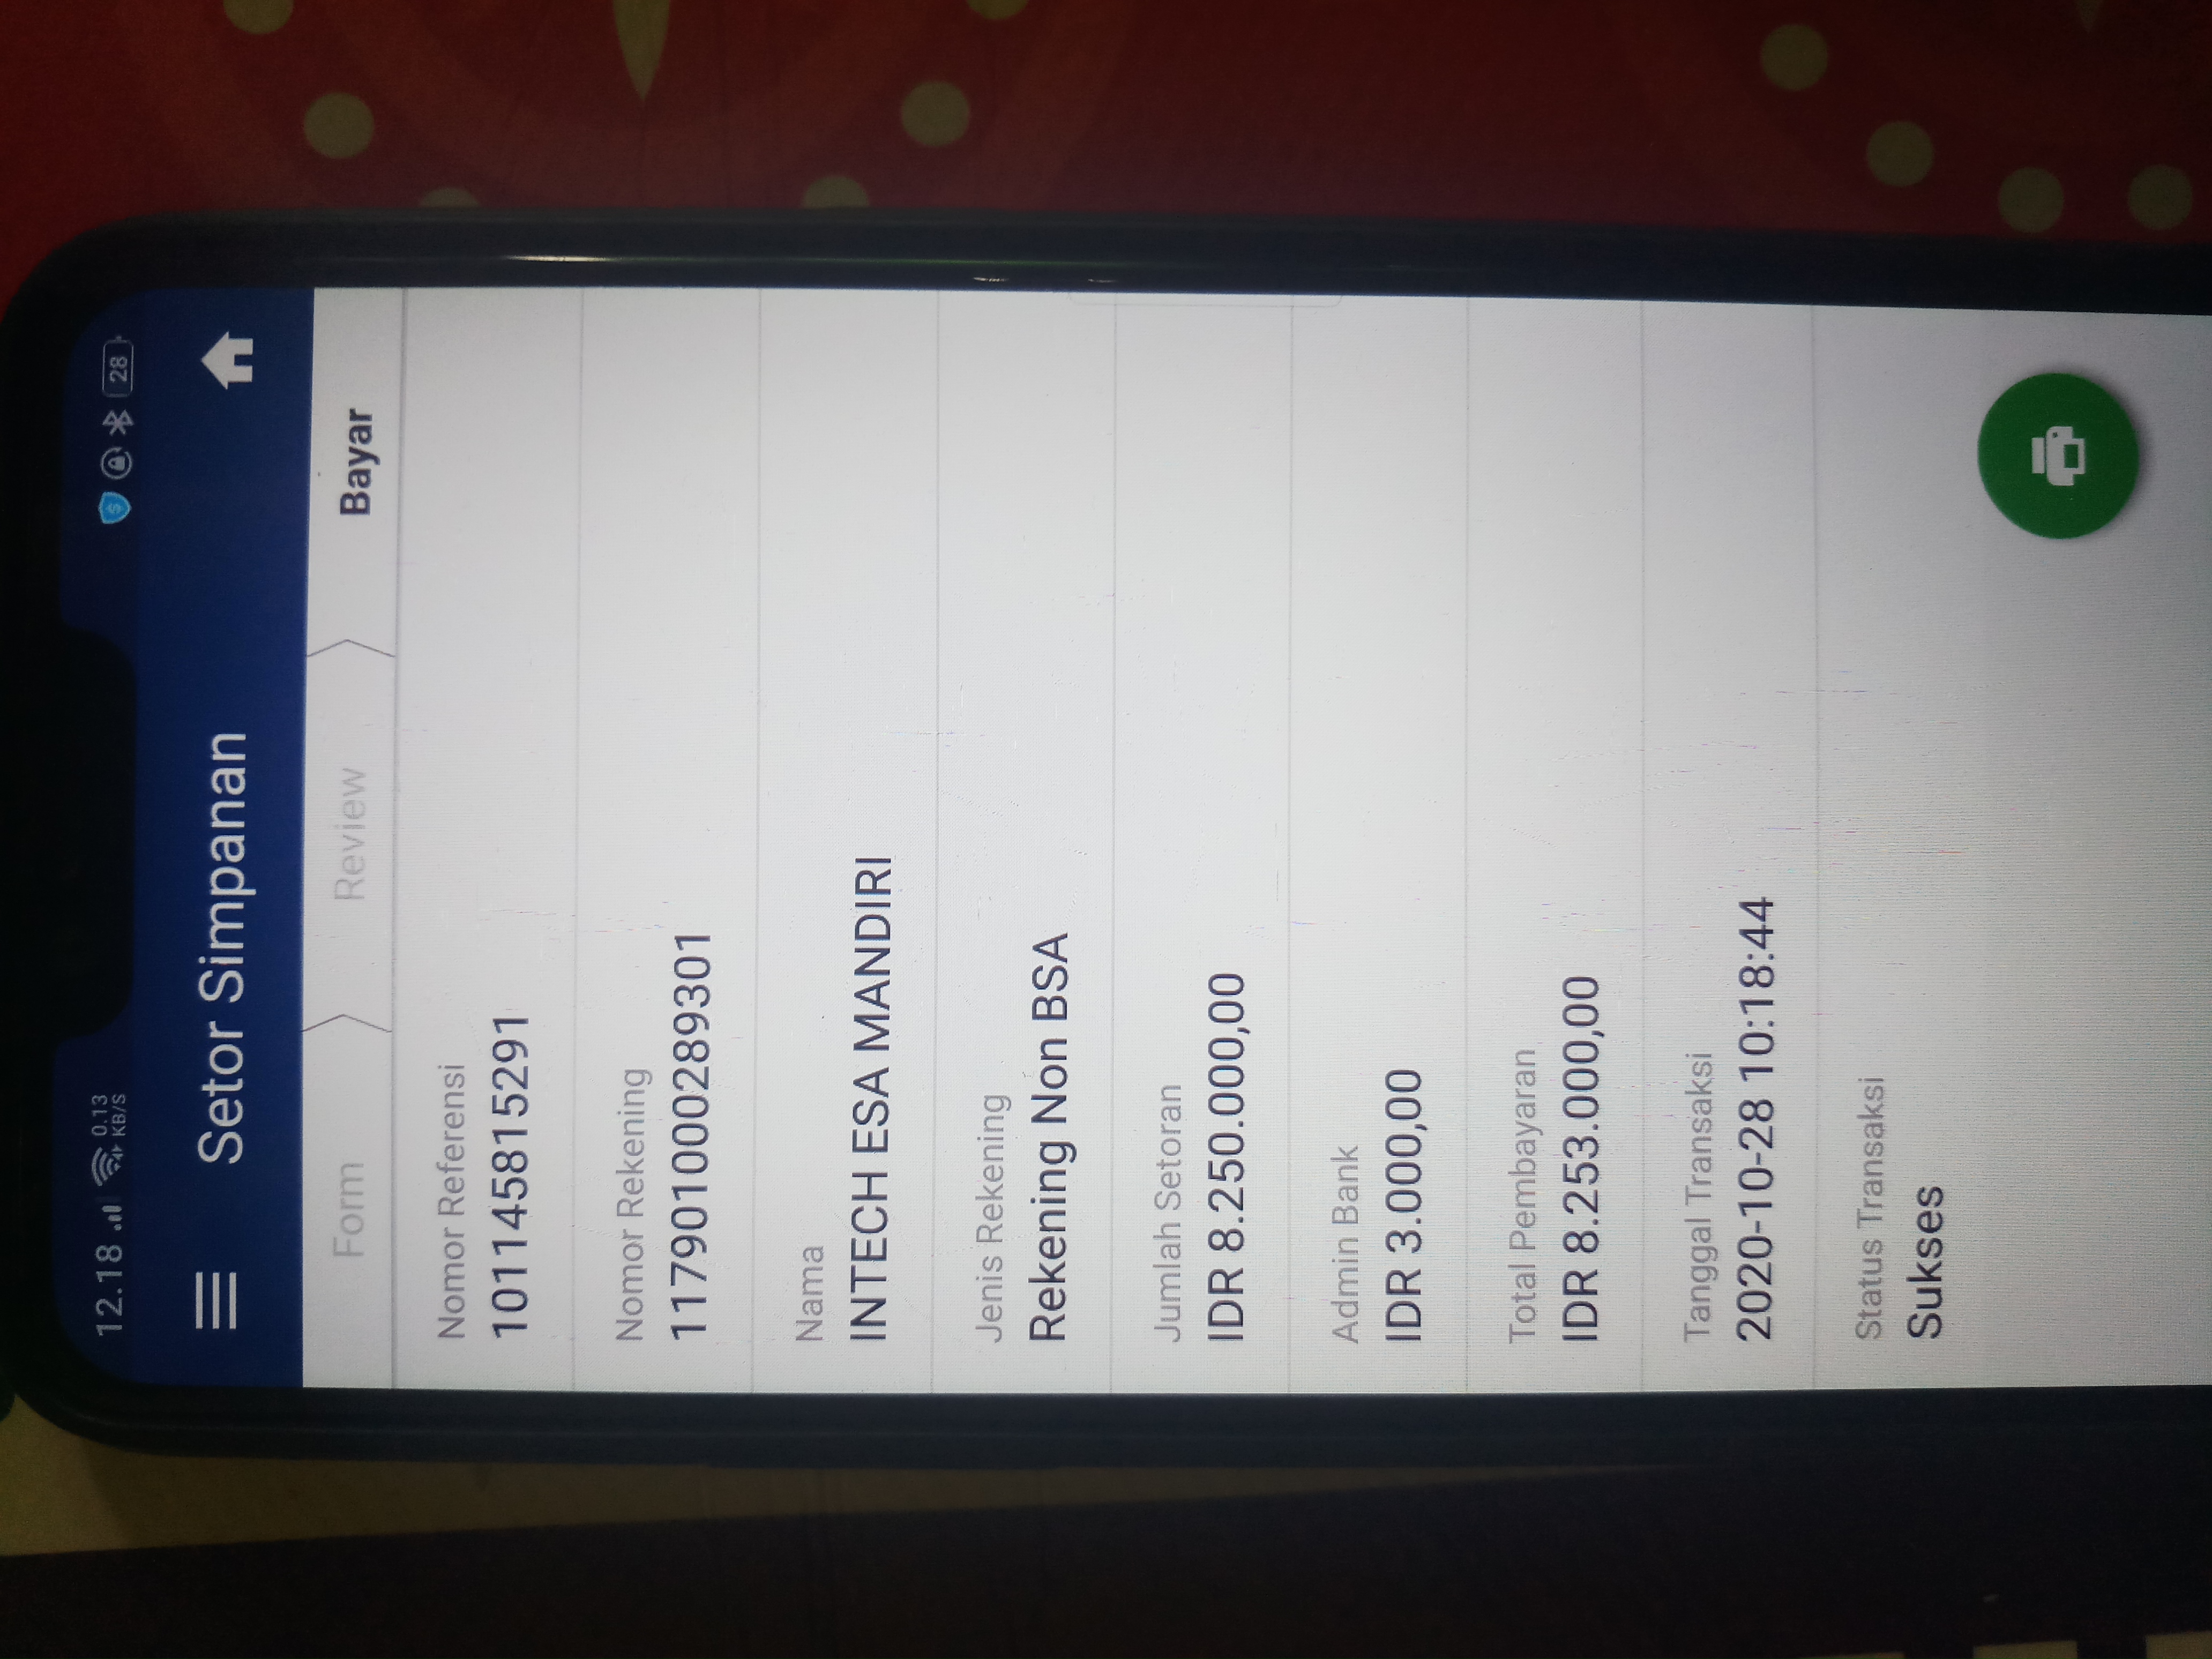 12.18 0.13 KB/S 28
Setor Simpanan
Form Review Bayar
Nomor Referensi
101145815291
Nomor Rekening
117901000289301
Nama
INTECH ESA MANDIRI
Jenis Rekening
Rekening Non BSA
Jumlah Setoran
IDR 8.250.000,00
Admin Bank
IDR 3.000,00
Total Pembayaran
IDR 8.253.000,00
Tanggal Transaksi
2020-10-28 10:18:44
Status Transaksi
Sukses